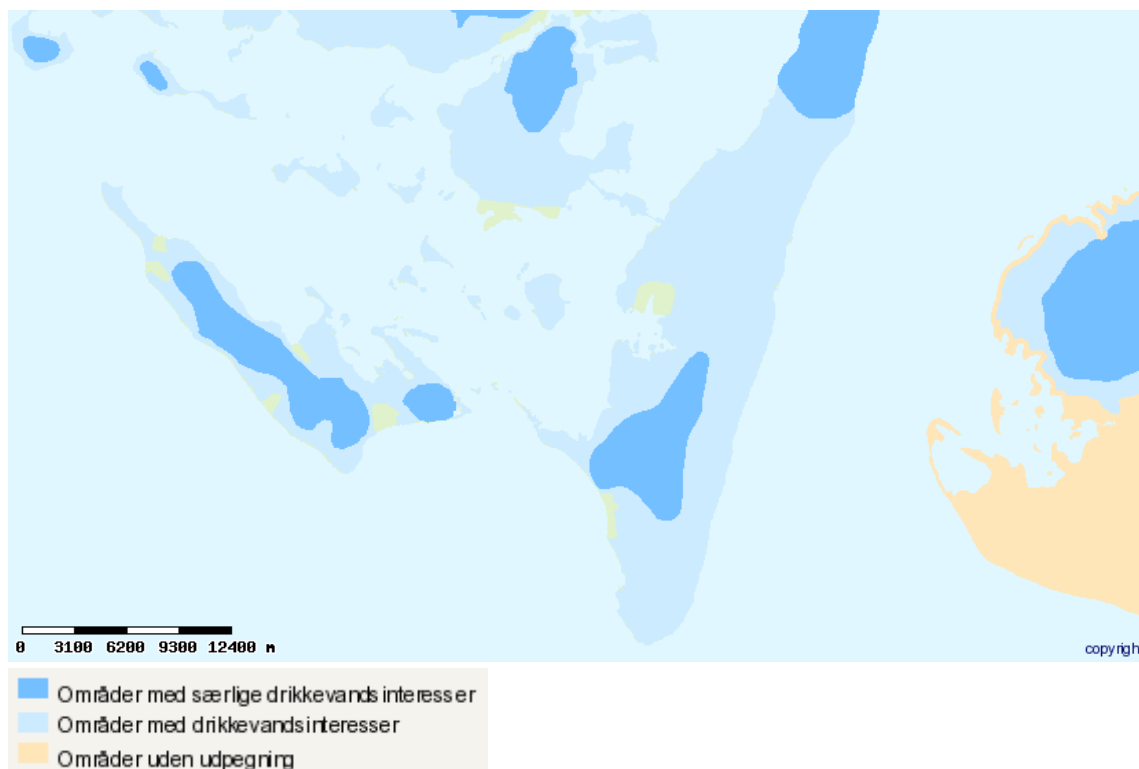 0 3100 6200 9300 12400 m
copyrigh
Områder med særlige drikkevandsinteresser
Områder med drikkevandsinteresser
Områder uden udpegning